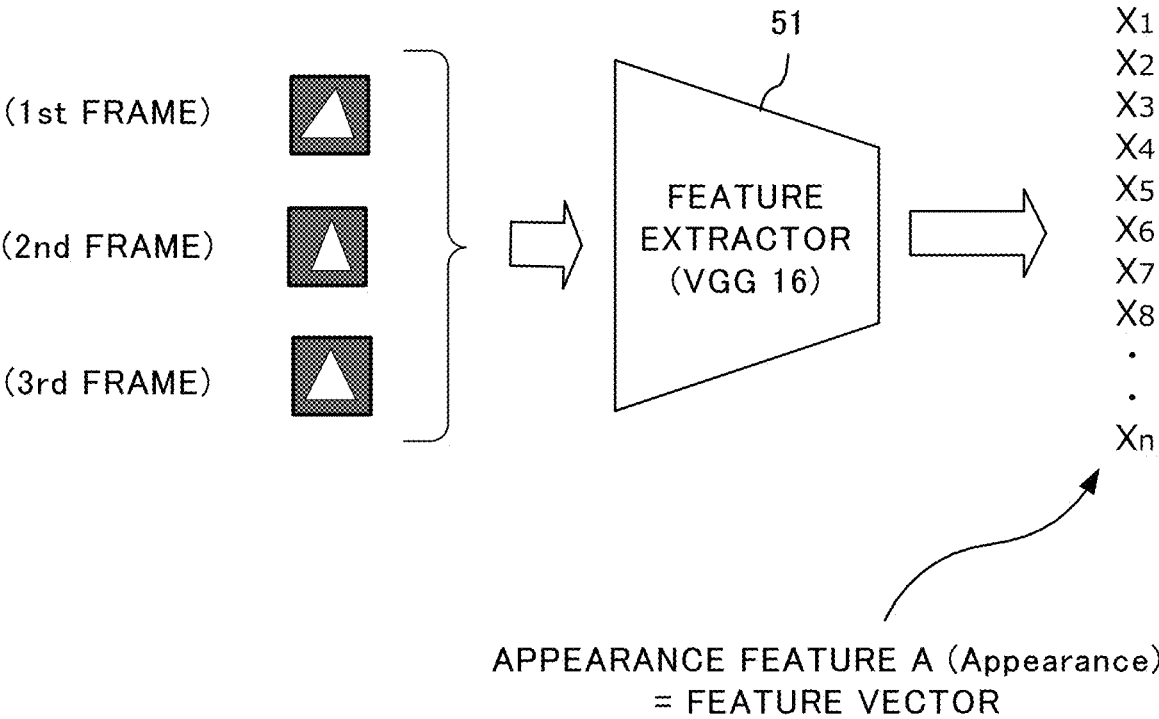 (1st FRAME)
(2nd FRAME)
(3rd FRAME)
51
FEATURE
EXTRACTOR
(VGG 16)
X1
X2
X3
X4
X5
X6
X7
X8
.
.
Xn
APPEARANCE FEATURE A (Appearance)
= FEATURE VECTOR